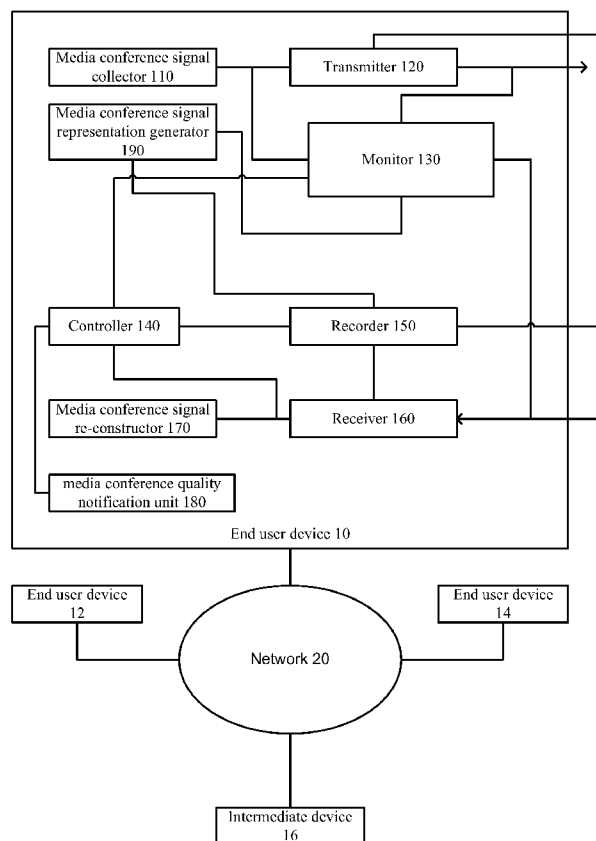 Media conference signal
collector 110
Transmitter 120
Media conference signal
representation generator
190
Monitor 130
Controller 140
Recorder 150
Media conference signal
re-constructor 170
Receiver 160
media conference quality
notification unit 180
End user device 10
End user device
12
End user device
14
Network 20
Intermediate device
16